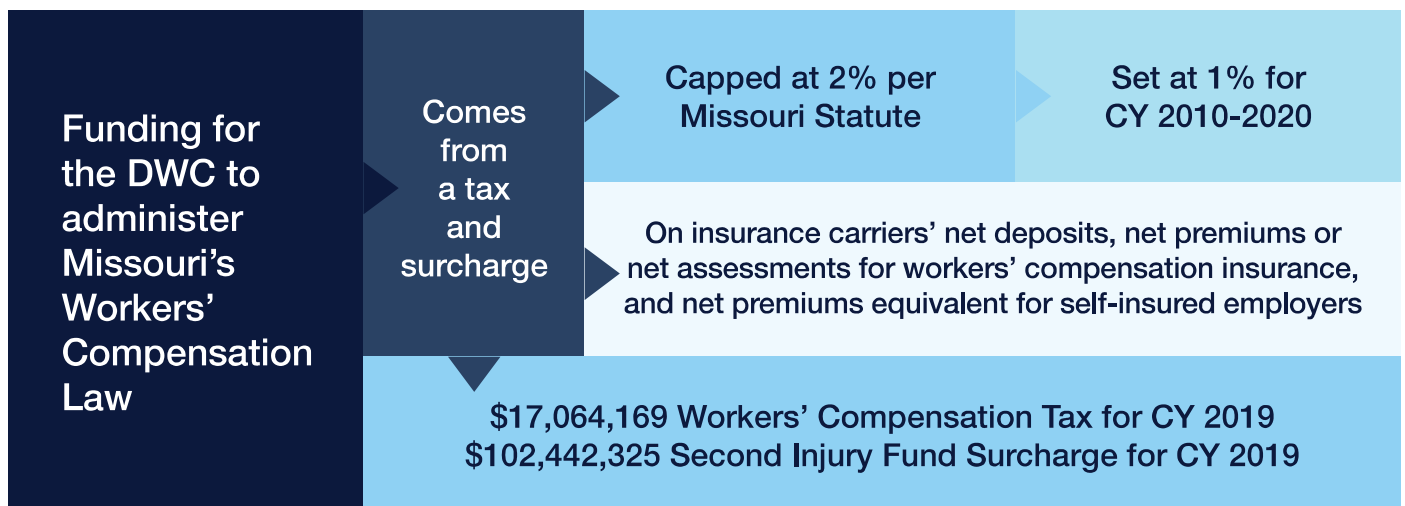 Funding for
the DWC to
administer
Missouri’s
Workers’
Compensation
Law
Comes
from
a tax
and
surcharge
Capped at 2% per
Missouri Statute
Set at 1% for
CY 2010-2020
On insurance carriers’ net deposits, net premiums or
net assessments for workers’ compensation insurance,
and net premiums equivalent for self-insured employers
$17,064,169 Workers’ Compensation Tax for CY 2019
$102,442,325 Second Injury Fund Surcharge for CY 2019